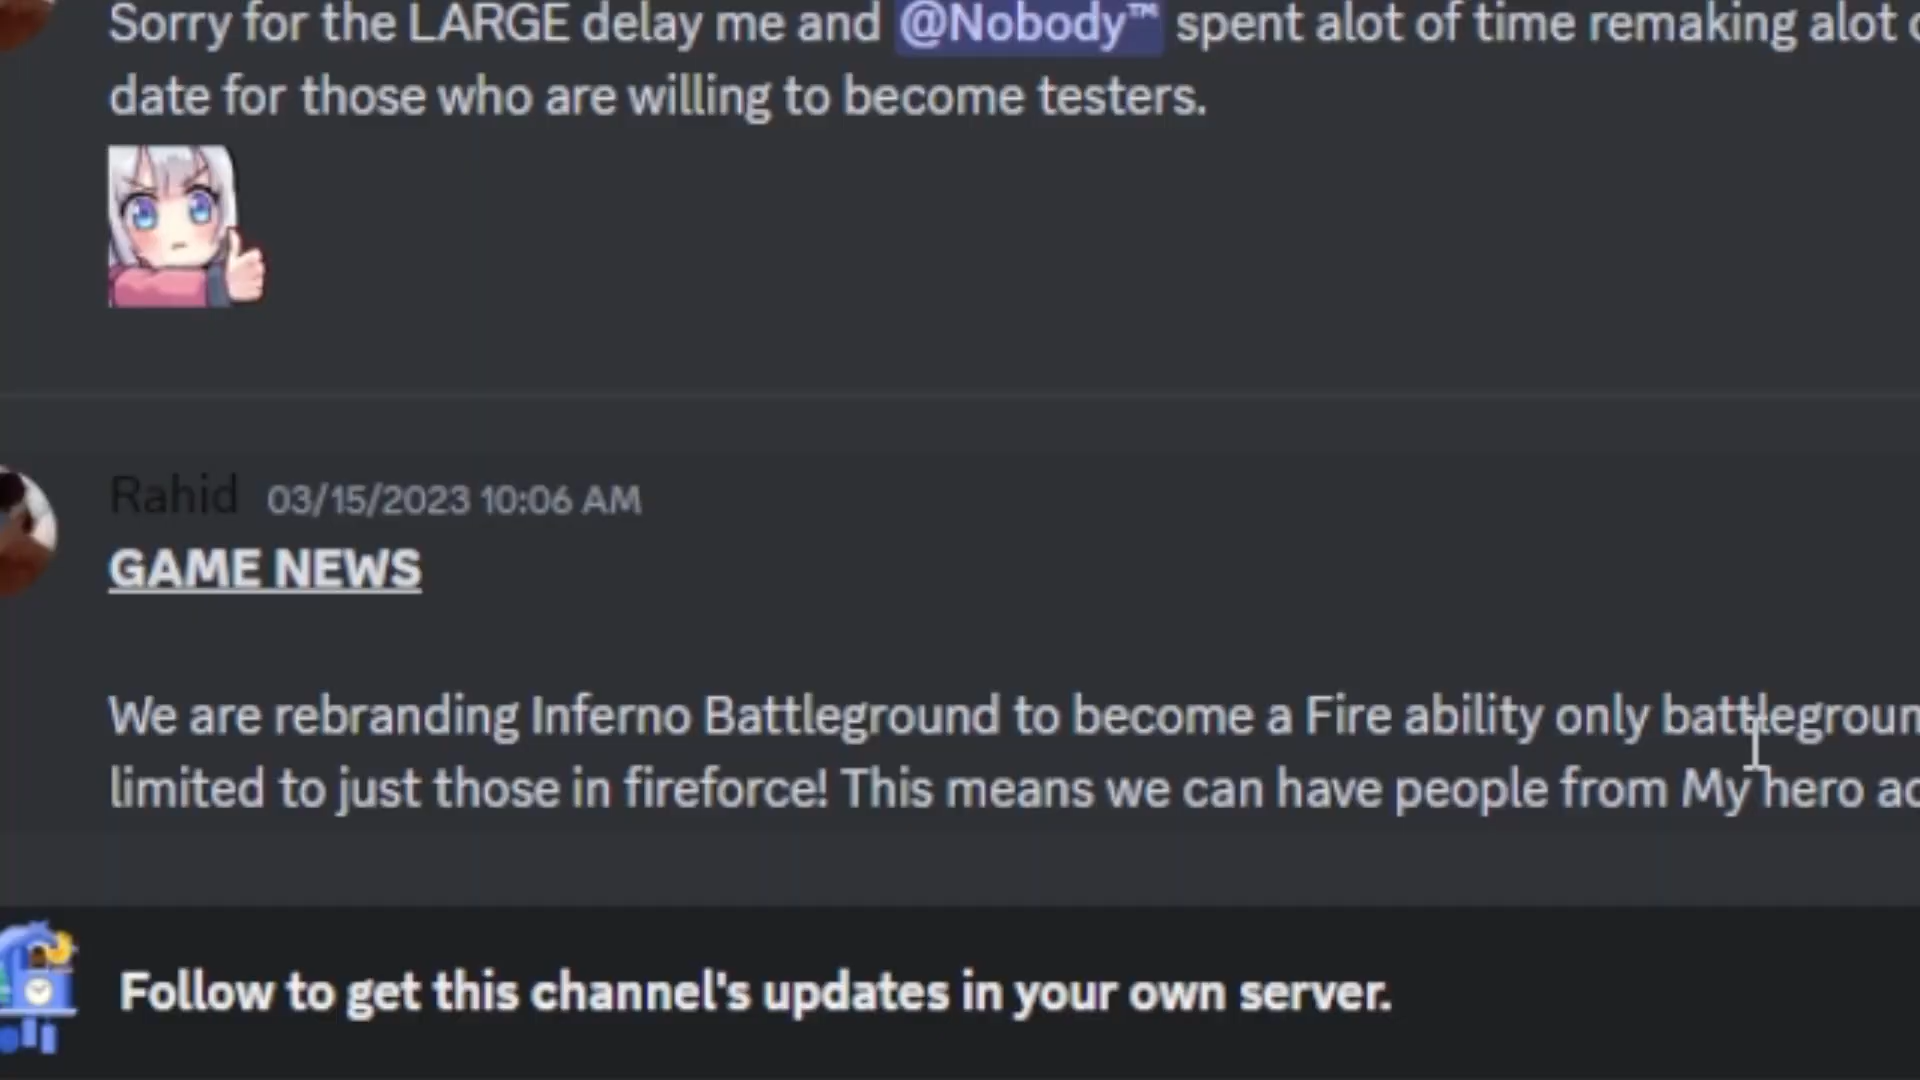 Sorry for the LARGE delay me and @Nobody™ spent alot of time remaking alot
date for those who are willing to become testers.
Rahid 03/15/2023 10:06 AM
GAME NEWS
We are rebranding Inferno Battleground to become a Fire ability only
limited to just those in fireforce! This means we can have people from My hero
Follow to get this channel's updates in your own server.